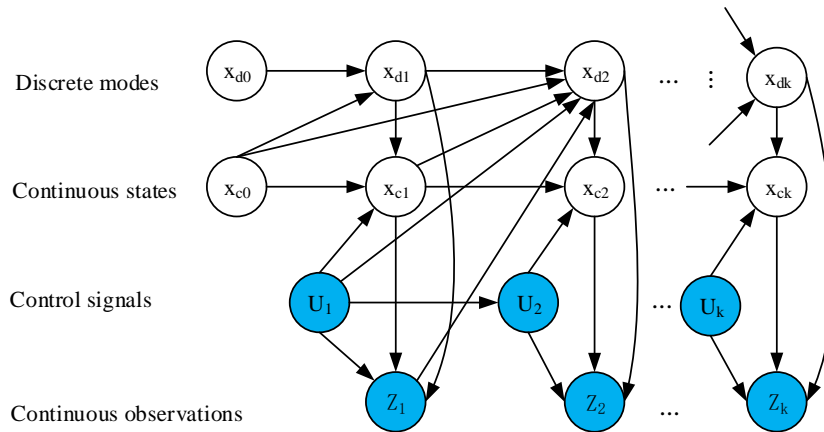 Discrete modes x_d0 x_d1 x_d2 ... ⋮ x_dk
Continuous states x_c0 x_c1 x_c2 ... x_ck
Control signals U_1 U_2 ... U_k
Continuous observations Z_1 Z_2 ... Z_k